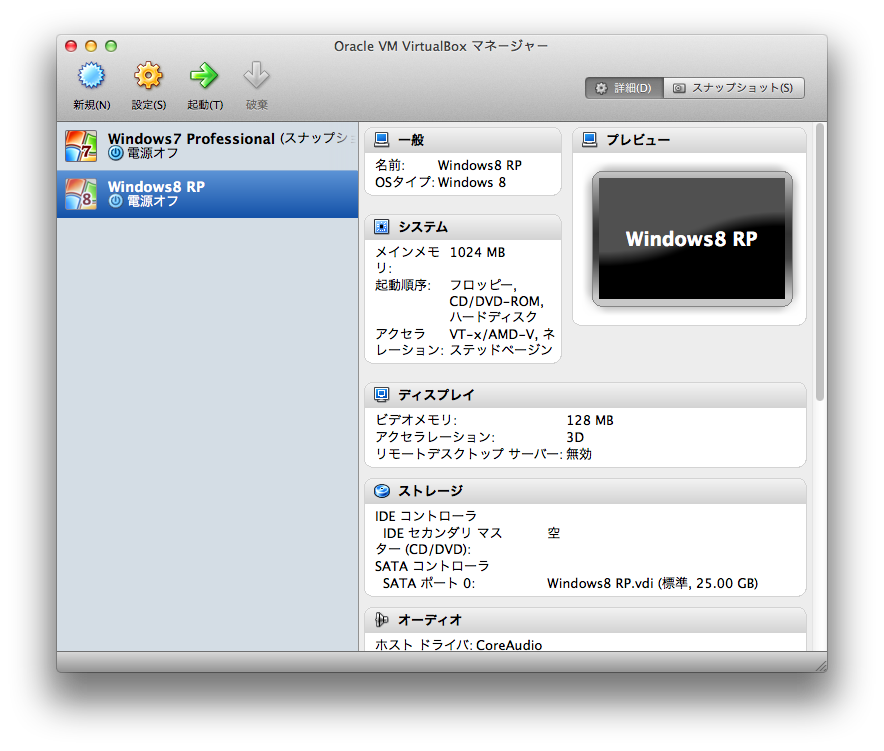 Oracle VM VirtualBox マネージャー
新規(N)
設定(S)
起動(T)
破棄
詳細(D)
スナップショット(S)
Windows7 Professional (スナップシ
電源オフ
Windows8 RP
電源オフ
一般
名前: Windows8 RP
OSタイプ: Windows 8
プレビュー
Windows8 RP
システム
メインメモ 1024 MB
リ:
起動順序: フロッピー,
CD/DVD-ROM,
ハードディスク
アクセラ VT-x/AMD-V, ネ
レーション: ステッドページン
ディスプレイ
ビデオメモリ: 128 MB
アクセラレーション: 3D
リモートデスクトップ サーバー: 無効
ストレージ
IDE コントローラ
IDE セカンダリ マス 空
ター (CD/DVD):
SATA コントローラ
SATA ポート 0: Windows8 RP.vdi (標準, 25.00 GB)
オーディオ
ホスト ドライバ: CoreAudio